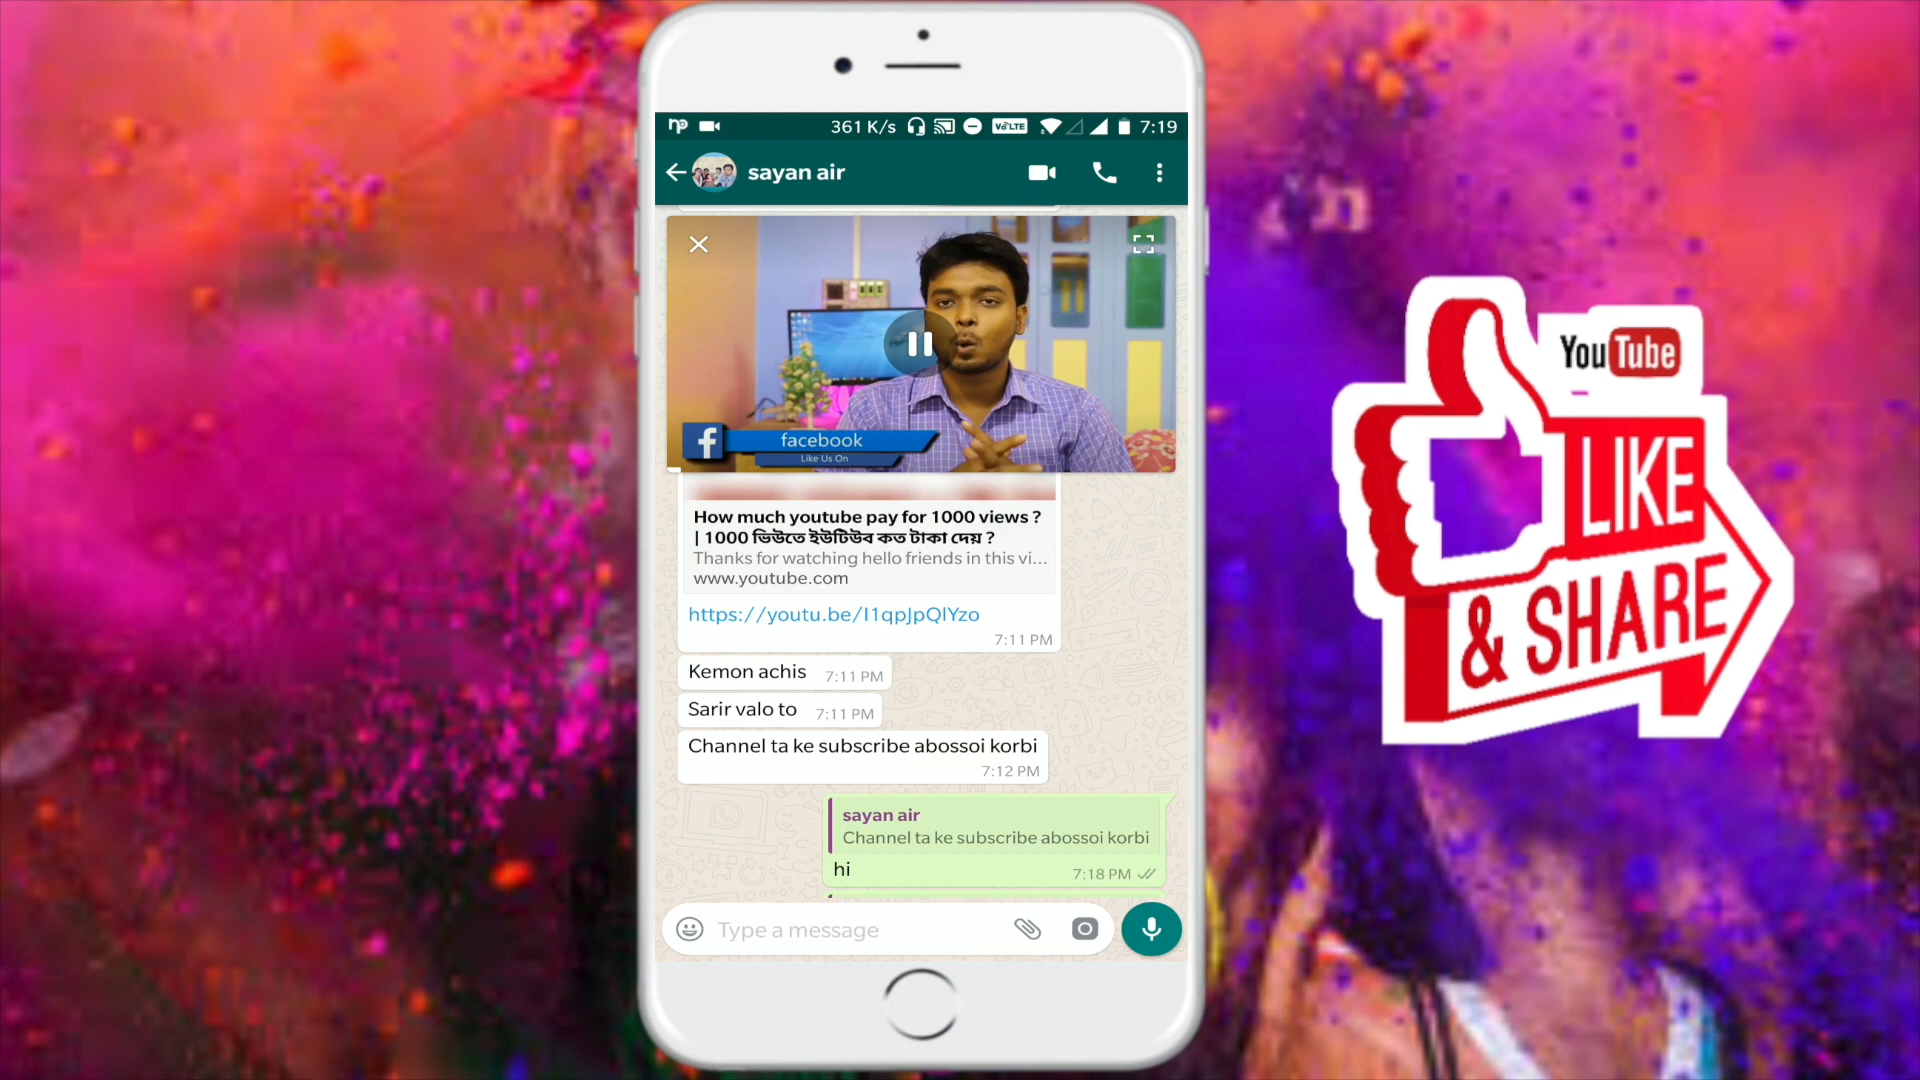 361 K/s VoLTE 7:19
sayan air
facebook
Like Us On
How much youtube pay for 1000 views ?
| 1000 ভিউতে ইউটিউব কত টাকা দেয় ?
Thanks for watching hello friends in this vi...
www.youtube.com
https://youtu.be/I1qpJpQlYzo
7:11 PM
Kemon achis 7:11 PM
Sarir valo to 7:11 PM
Channel ta ke subscribe abossoi korbi
7:12 PM
sayan air
Channel ta ke subscribe abossoi korbi
hi 7:18 PM
Type a message
YouTube
LIKE
& SHARE